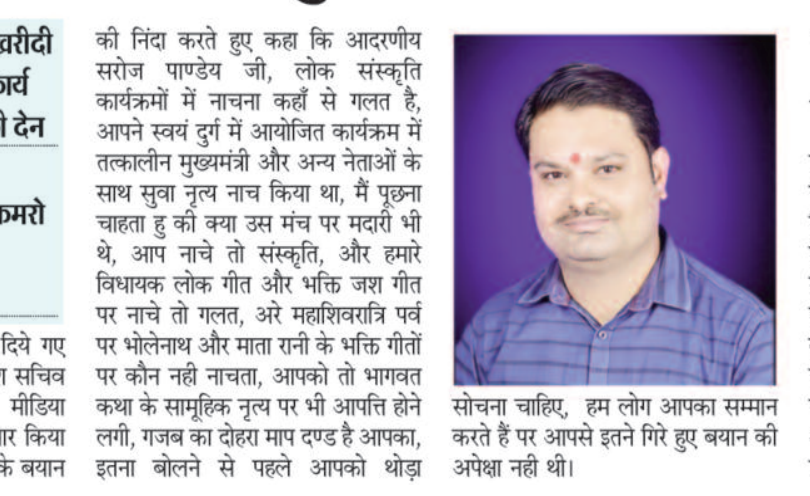 खरीदी
कार्य
देन
कमरो
दिये गए
सचिव
मीडिया
किया
के बयान
की निंदा करते हुए कहा कि आदरणीय
सरोज पाण्डेय जी, लोक संस्कृति
कार्यक्रमों में नाचना कहाँ से गलत है,
आपने स्वयं दुर्ग में आयोजित कार्यक्रम में
तत्कालीन मुख्यमंत्री और अन्य नेताओं के
साथ सुवा नृत्य नाच किया था, मैं पूछना
चाहता हु की क्या उस मंच पर मदारी भी
थे, आप नाचे तो संस्कृति, और हमारे
विधायक लोक गीत और भक्ति जश गीत
पर नाचे तो गलत, अरे महाशिवरात्रि पर्व
पर भोलेनाथ और माता रानी के भक्ति गीतों
पर कौन नही नाचता, आपको तो भागवत
कथा के सामूहिक नृत्य पर भी आपत्ति होने
लगी, गजब का दोहरा माप दण्ड है आपका,
इतना बोलने से पहले आपको थोड़ा
सोचना चाहिए, हम लोग आपका सम्मान
करते हैं पर आपसे इतने गिरे हुए बयान की
अपेक्षा नही थी।